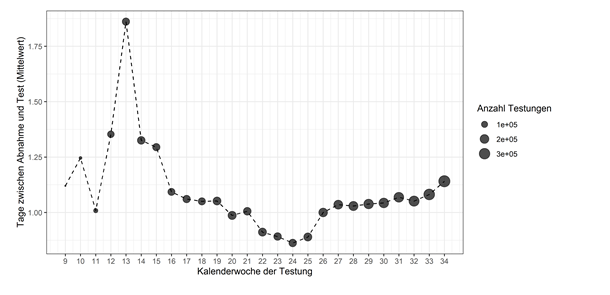 Tage zwischen Abnahme und Test (Mittelwert)
1.75
1.50
1.25
1.00
9 10 11 12 13 14 15 16 17 18 19 20 21 22 23 24 25 26 27 28 29 30 31 32 33 34
Kalenderwoche der Testung
Anzahl Testungen
1e+05
2e+05
3e+05